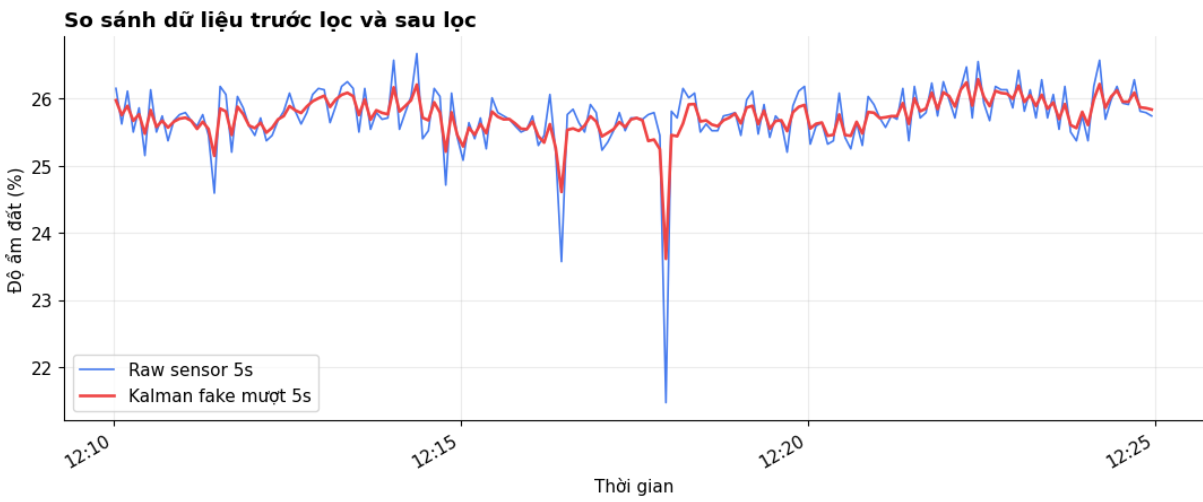 So sánh dữ liệu trước lọc và sau lọc
Độ ẩm đất (%)
26
25
24
23
22
Raw sensor 5s
Kalman fake mượt 5s
12:10
12:15
12:20
12:25
Thời gian